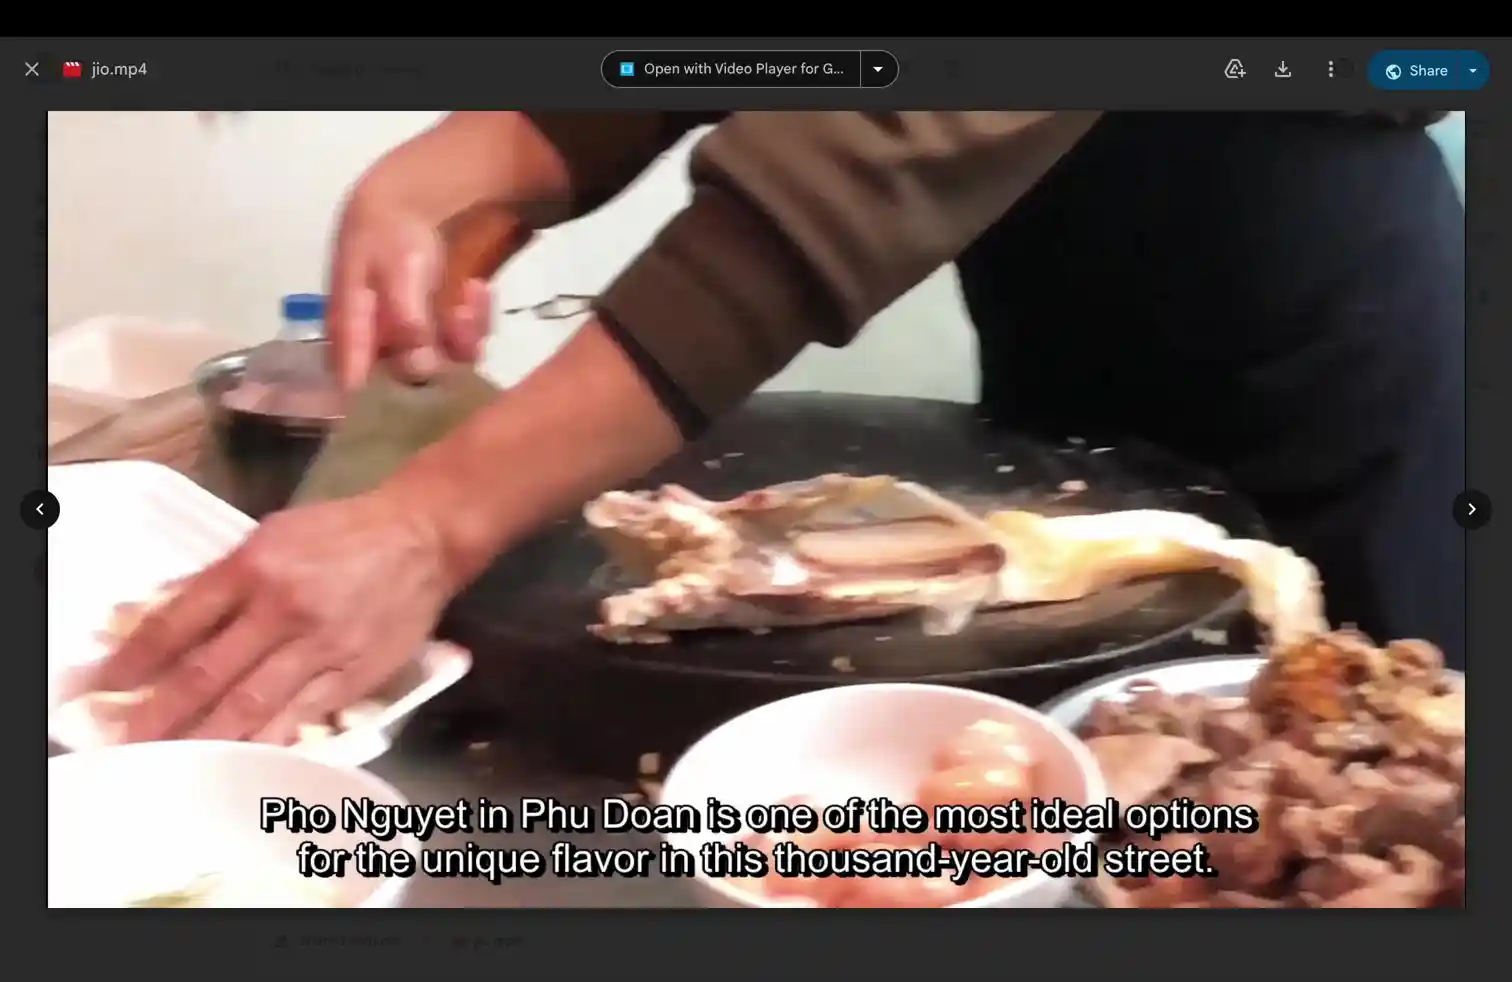 jio.mp4
Open with Video Player for G...
Share
Pho Nguyet in Phu Doan is one of the most ideal options
for the unique flavor in this thousand-year-old street.